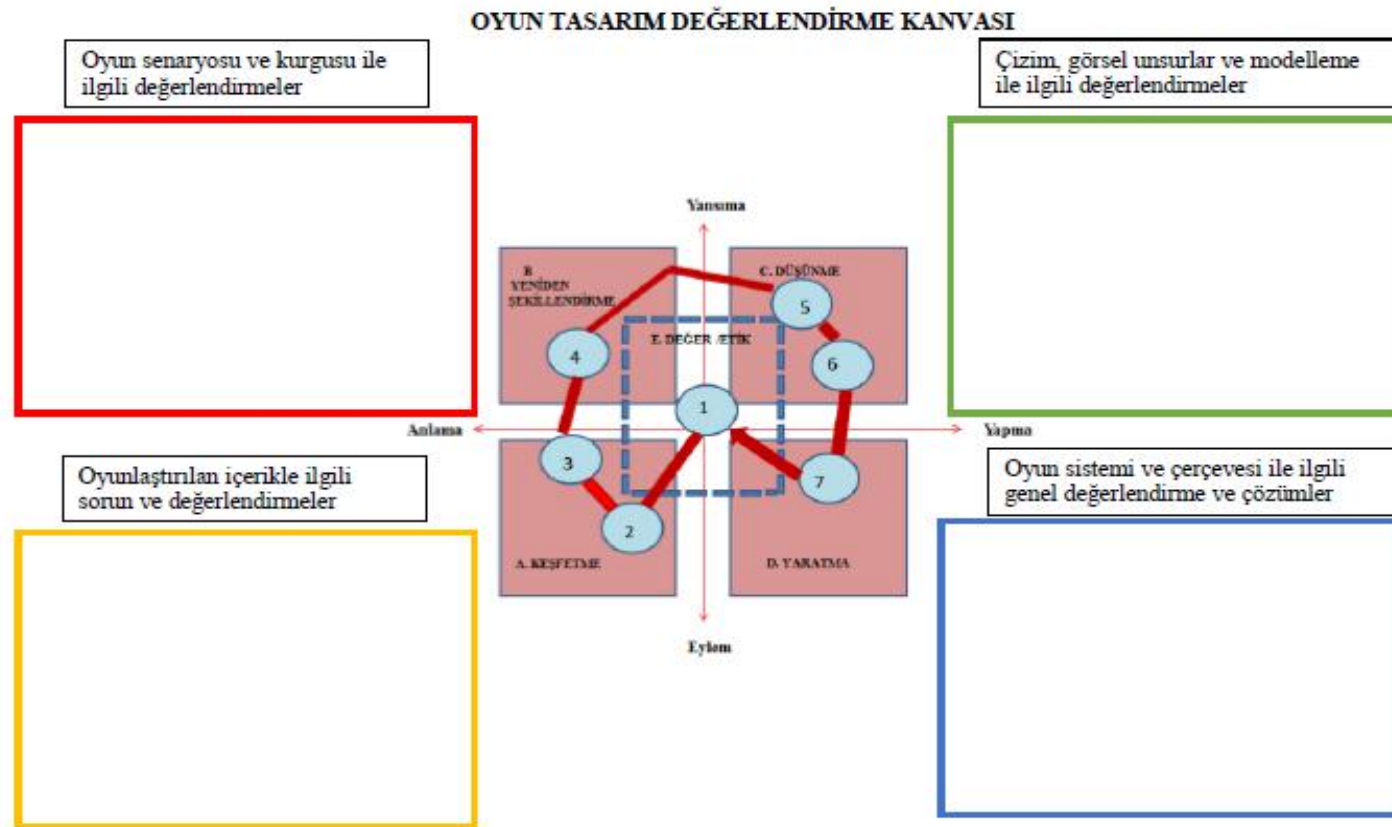 OYUN TASARIM DEĞERLENDİRME KANVASI
Oyun senaryosu ve kurgusu ile
ilgili değerlendirmeler
Çizim, görsel unsurlar ve modelleme
ile ilgili değerlendirmeler
Yansıma
B
YENİDEN
ŞEKİLLENDİRME
C. DÜŞÜNME
5
E. DEĞER /ETİK
4
6
1
Anlama
Yapma
3
7
2
A. KEŞFETME
D. YARATMA
Eylem
Oyunlaştırılan içerikle ilgili
sorun ve değerlendirmeler
Oyun sistemi ve çerçevesi ile ilgili
genel değerlendirme ve çözümler